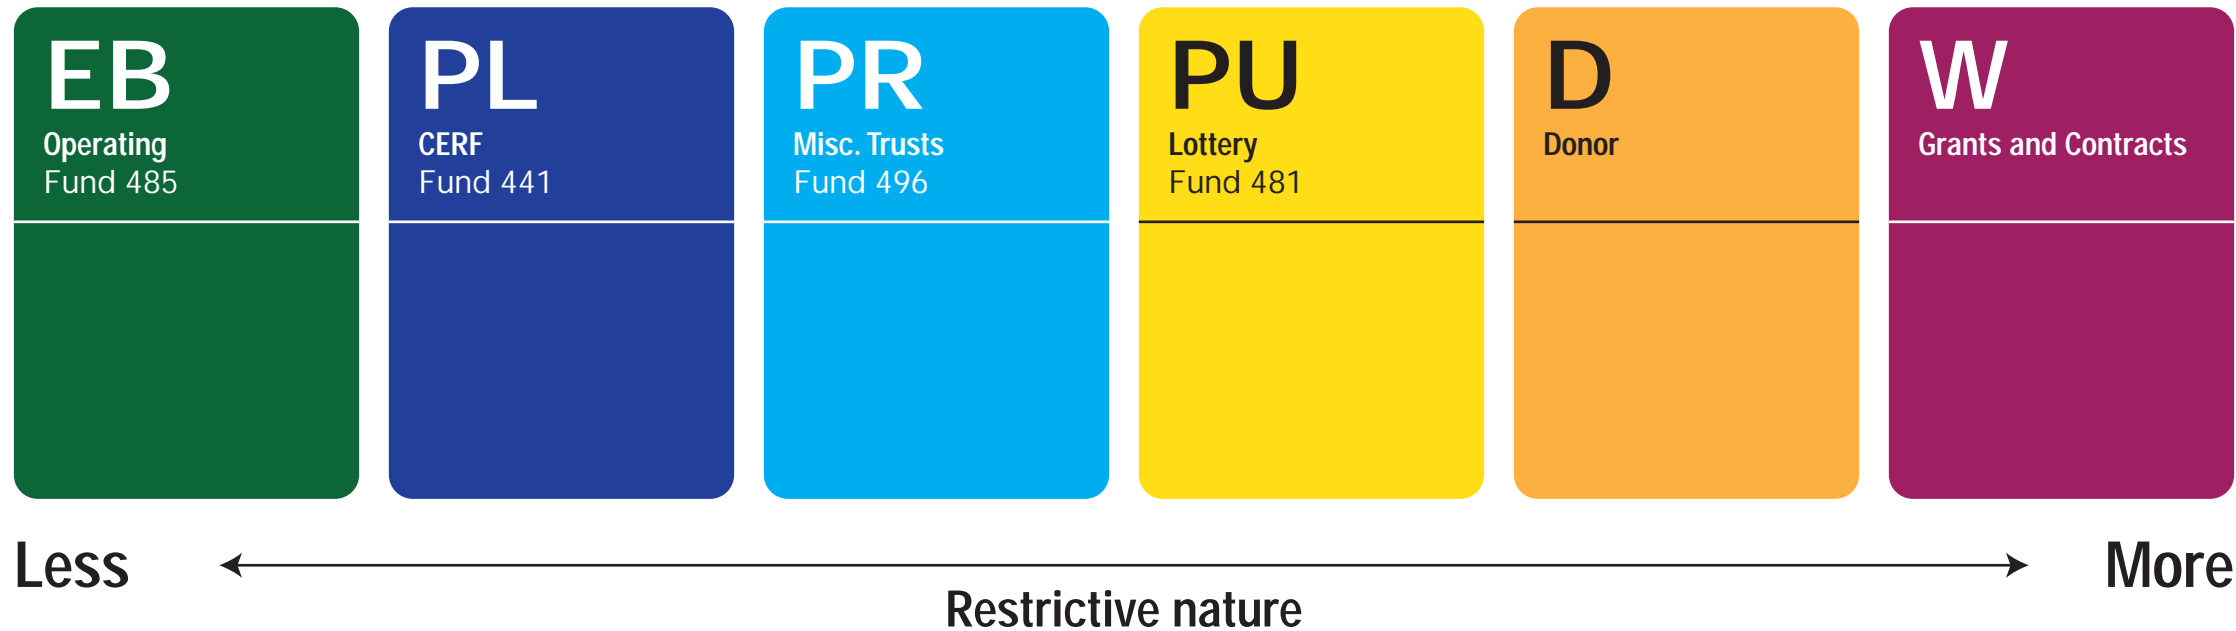 EB
Operating
Fund 485
PL
CERF
Fund 441
PR
Misc. Trusts
Fund 496
PU
Lottery
Fund 481
D
Donor
W
Grants and Contracts
Less
More
Restrictive nature